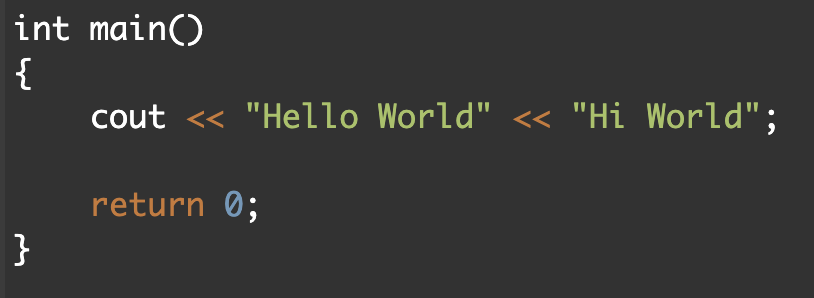 int main()
{
    cout << "Hello World" << "Hi World";
    return 0;
}